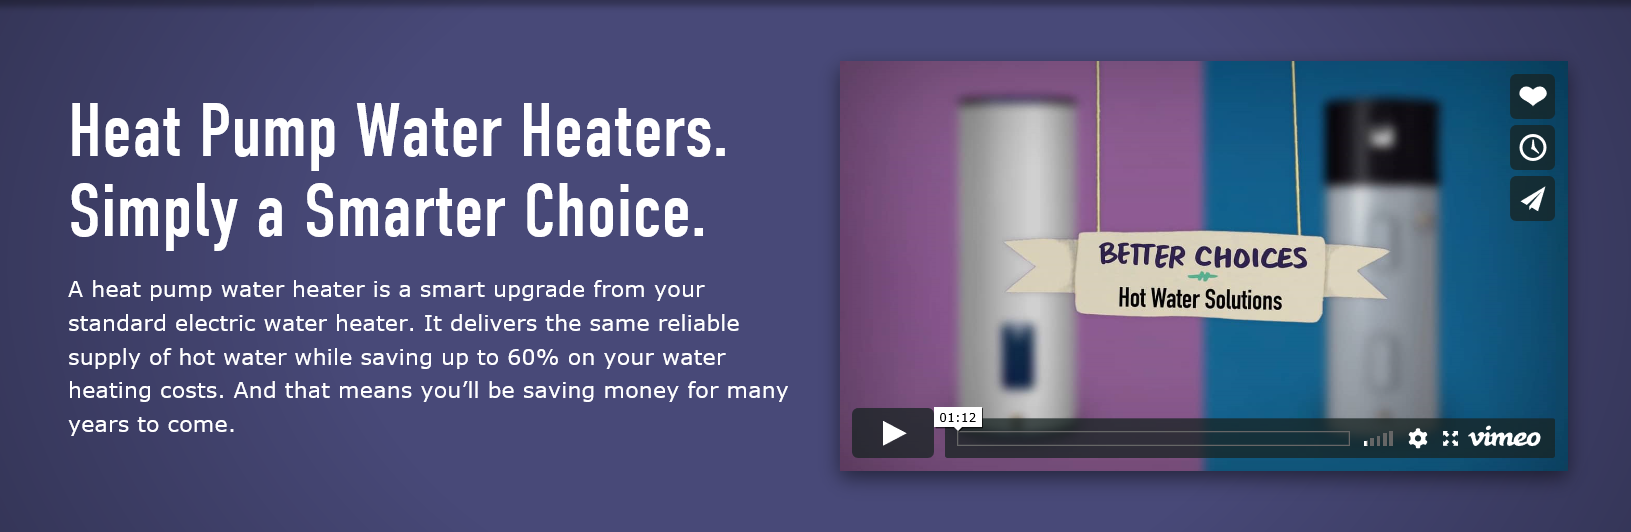 Heat Pump Water Heaters.
Simply a Smarter Choice.
A heat pump water heater is a smart upgrade from your
standard electric water heater. It delivers the same reliable
supply of hot water while saving up to 60% on your water
heating costs. And that means you’ll be saving money for many
years to come.
BETTER CHOICES
Hot Water Solutions
01:12
vimeo